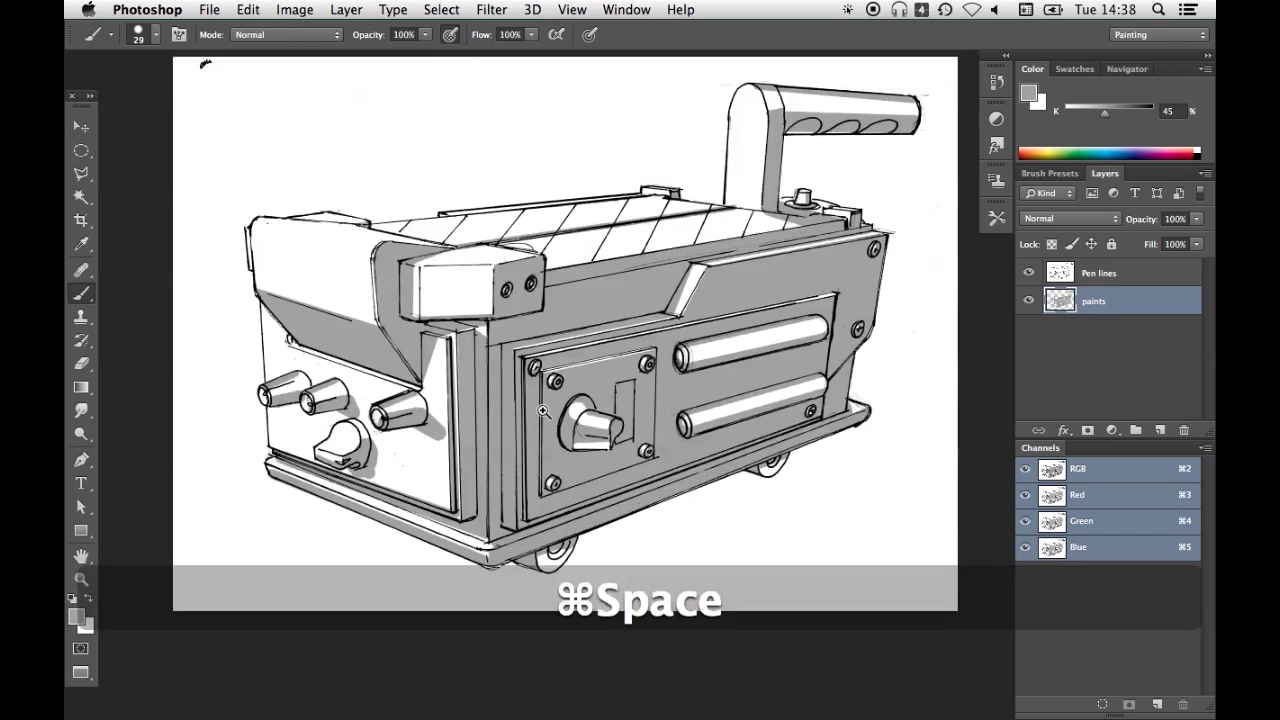 Photoshop File Edit Image Layer Type Select Filter 3D View Window Help 4 Tue 14:38
29 Mode: Normal Opacity: 100% Flow: 100% Painting
Color Swatches Navigator
K 45 %
Brush Presets Layers
Kind
Normal Opacity: 100%
Lock: Fill: 100%
Pen lines
paints
fx
Channels
RGB ⌘2
Red ⌘3
Green ⌘4
Blue ⌘5
⌘Space